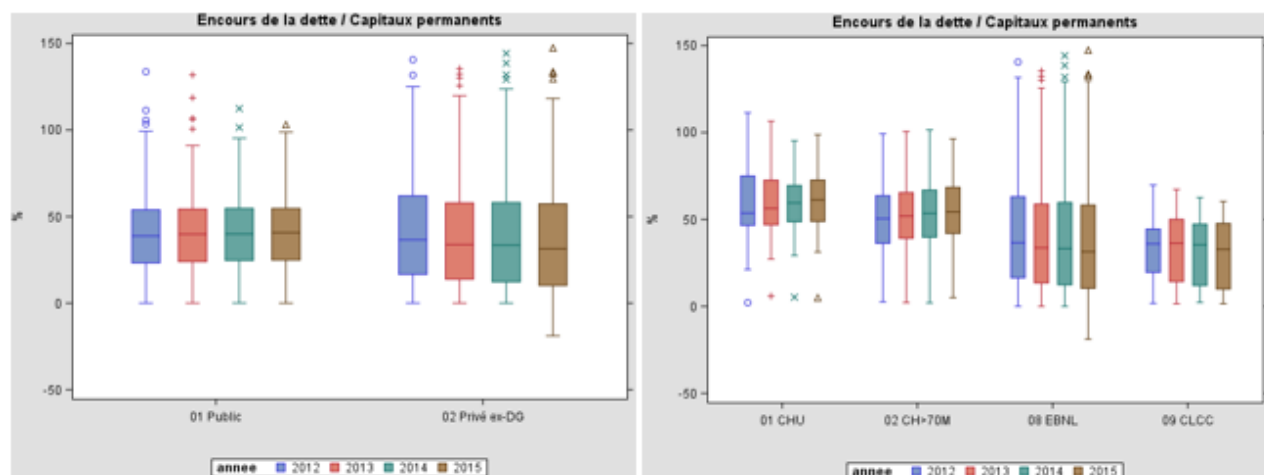 Encours de la dette / Capitaux permanents
150
100
50
0
-50
%
01 Public
02 Privé ex-DG
annee 2012 2013 2014 2015
Encours de la dette / Capitaux permanents
150
100
50
0
-50
%
01 CHU
02 CH>70M
08 EBNL
09 CLCC
annee 2012 2013 2014 2015